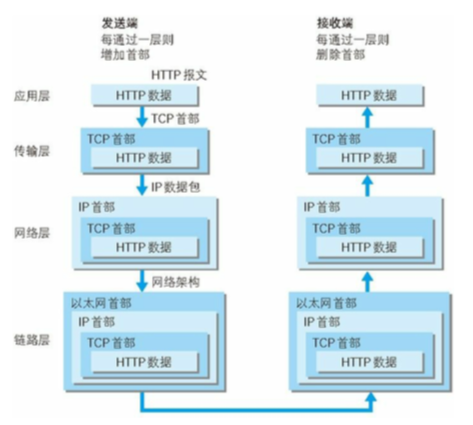 发送端
每通过一层则
增加首部
接收端
每通过一层则
删除首部
HTTP 报文
应用层
HTTP 数据
HTTP 数据
TCP 首部
传输层
TCP 首部
HTTP 数据
TCP 首部
HTTP 数据
IP 数据包
网络层
IP 首部
TCP 首部
HTTP 数据
IP 首部
TCP 首部
HTTP 数据
网络架构
链路层
以太网首部
IP 首部
TCP 首部
HTTP 数据
以太网首部
IP 首部
TCP 首部
HTTP 数据